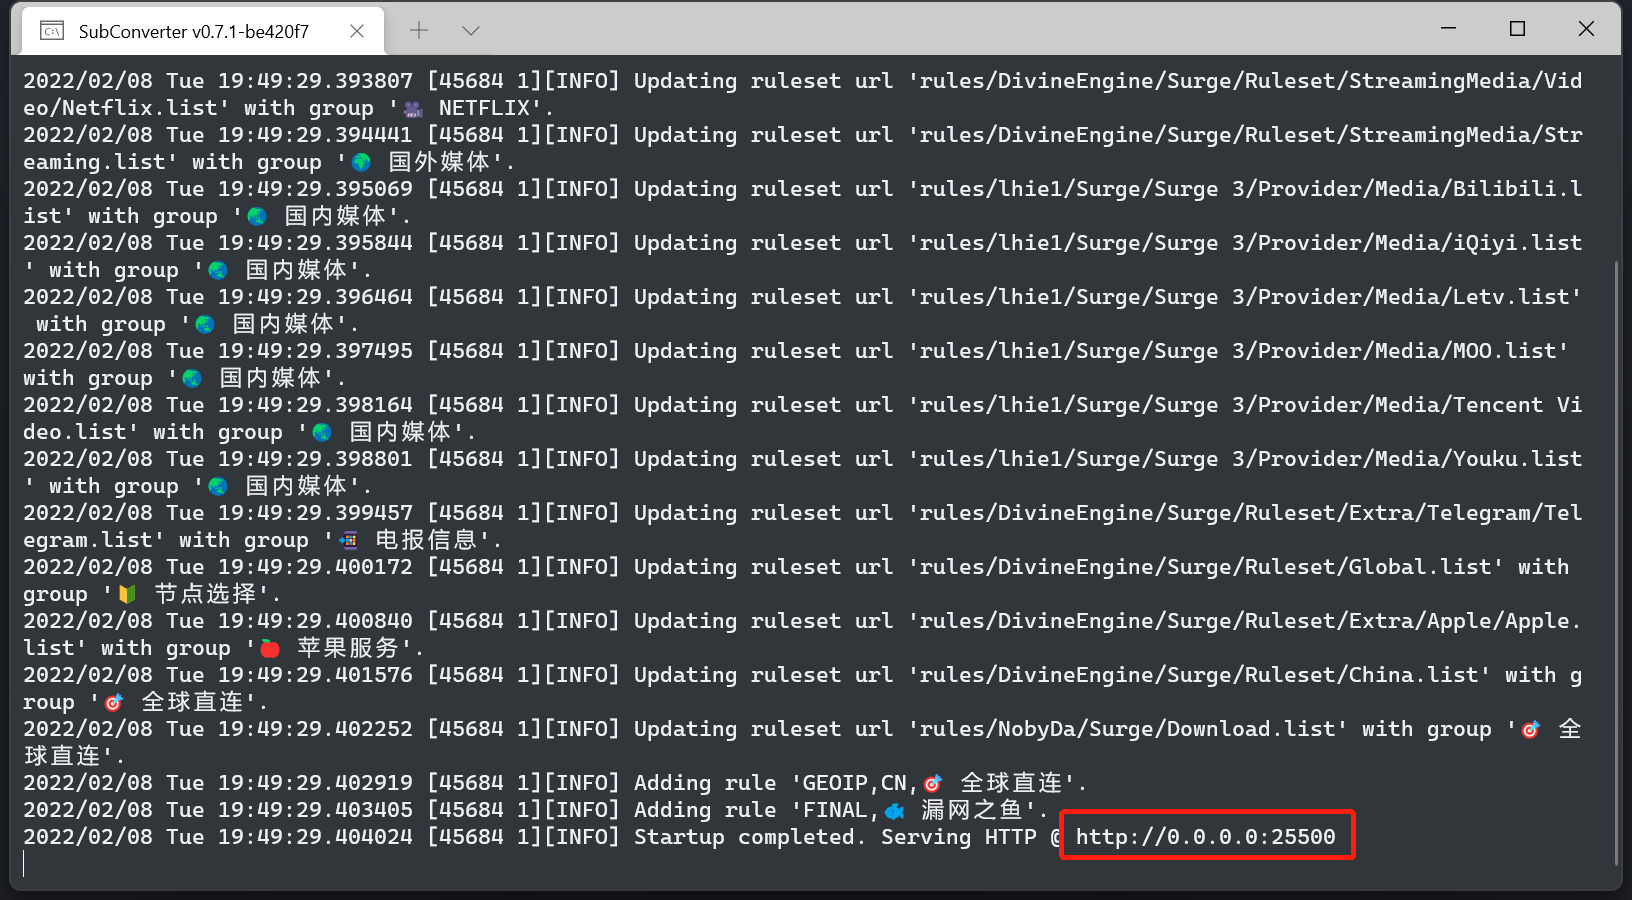 SubConverter v0.7.1-be420f7
2022/02/08 Tue 19:49:29.393807 [45684 1][INFO] Updating ruleset url 'rules/DivineEngine/Surge/Ruleset/StreamingMedia/Vid
eo/Netflix.list' with group '🎥 NETFLIX'.
2022/02/08 Tue 19:49:29.394441 [45684 1][INFO] Updating ruleset url 'rules/DivineEngine/Surge/Ruleset/StreamingMedia/Str
eaming.list' with group '🌍 国外媒体'.
2022/02/08 Tue 19:49:29.395069 [45684 1][INFO] Updating ruleset url 'rules/lhie1/Surge/Surge 3/Provider/Media/Bilibili.l
ist' with group '🌏 国内媒体'.
2022/02/08 Tue 19:49:29.395844 [45684 1][INFO] Updating ruleset url 'rules/lhie1/Surge/Surge 3/Provider/Media/iQiyi.list
' with group '🌏 国内媒体'.
2022/02/08 Tue 19:49:29.396464 [45684 1][INFO] Updating ruleset url 'rules/lhie1/Surge/Surge 3/Provider/Media/Letv.list'
 with group '🌏 国内媒体'.
2022/02/08 Tue 19:49:29.397495 [45684 1][INFO] Updating ruleset url 'rules/lhie1/Surge/Surge 3/Provider/Media/MOO.list'
with group '🌏 国内媒体'.
2022/02/08 Tue 19:49:29.398164 [45684 1][INFO] Updating ruleset url 'rules/lhie1/Surge/Surge 3/Provider/Media/Tencent Vi
deo.list' with group '🌏 国内媒体'.
2022/02/08 Tue 19:49:29.398801 [45684 1][INFO] Updating ruleset url 'rules/lhie1/Surge/Surge 3/Provider/Media/Youku.list
' with group '🌏 国内媒体'.
2022/02/08 Tue 19:49:29.399457 [45684 1][INFO] Updating ruleset url 'rules/DivineEngine/Surge/Ruleset/Extra/Telegram/Tel
egram.list' with group '📲 电报信息'.
2022/02/08 Tue 19:49:29.400172 [45684 1][INFO] Updating ruleset url 'rules/DivineEngine/Surge/Ruleset/Global.list' with
group '🔰 节点选择'.
2022/02/08 Tue 19:49:29.400840 [45684 1][INFO] Updating ruleset url 'rules/DivineEngine/Surge/Ruleset/Extra/Apple/Apple.
list' with group '🍎 苹果服务'.
2022/02/08 Tue 19:49:29.401576 [45684 1][INFO] Updating ruleset url 'rules/DivineEngine/Surge/Ruleset/China.list' with g
roup '🎯 全球直连'.
2022/02/08 Tue 19:49:29.402252 [45684 1][INFO] Updating ruleset url 'rules/NobyDa/Surge/Download.list' with group '🎯 全
球直连'.
2022/02/08 Tue 19:49:29.402919 [45684 1][INFO] Adding rule 'GEOIP,CN,🎯 全球直连'.
2022/02/08 Tue 19:49:29.403405 [45684 1][INFO] Adding rule 'FINAL,🐟 漏网之鱼'.
2022/02/08 Tue 19:49:29.404024 [45684 1][INFO] Startup completed. Serving HTTP @ http://0.0.0.0:25500